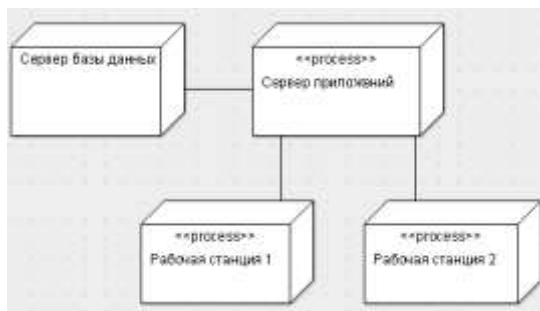 Сервер базы данных
<<process>>
Сервер приложений
<<process>>
Рабочая станция 1
<<process>>
Рабочая станция 2